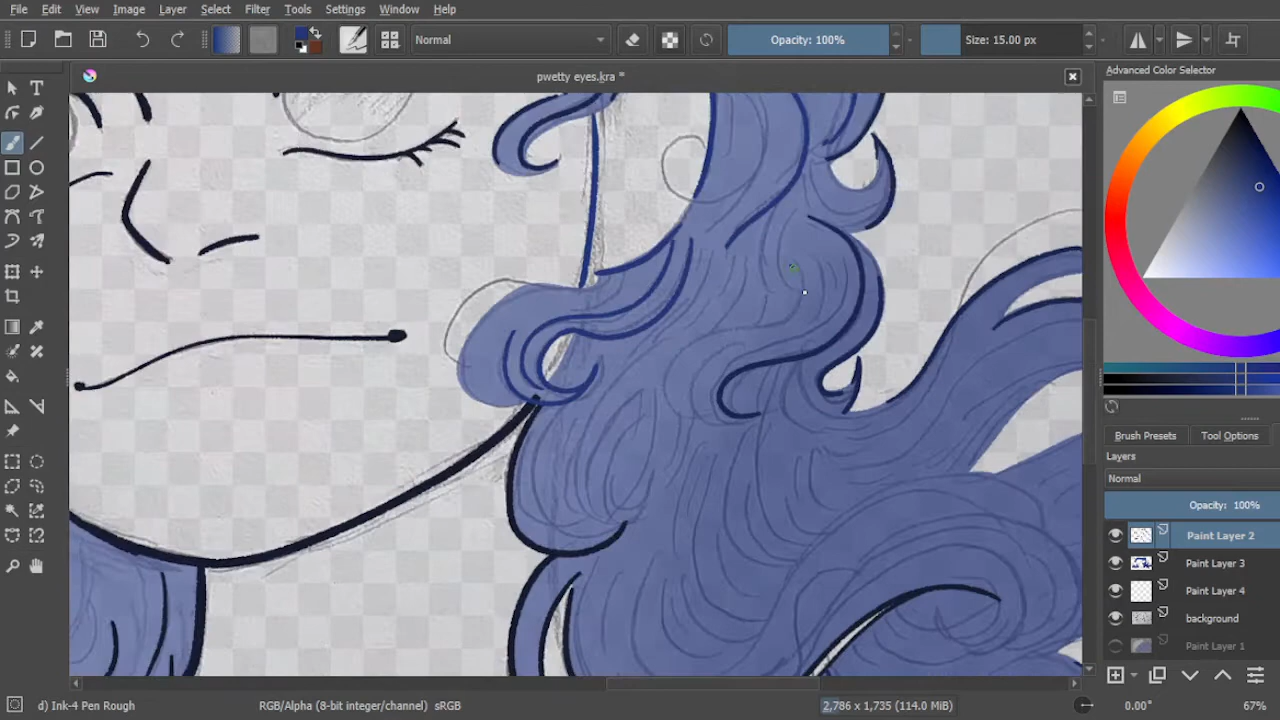 File Edit View Image Layer Select Filter Tools Settings Window Help
Normal Opacity: 100% Size: 15.00 px
pwetty eyes.kra *
Advanced Color Selector
Brush Presets Tool Options
Layers
Normal
Opacity: 100%
Paint Layer 2
Paint Layer 3
Paint Layer 4
background
Paint Layer 1
d) Ink-4 Pen Rough RGB/Alpha (8-bit integer/channel) sRGB 2,786 x 1,735 (114.0 MiB) 0.00° 67%